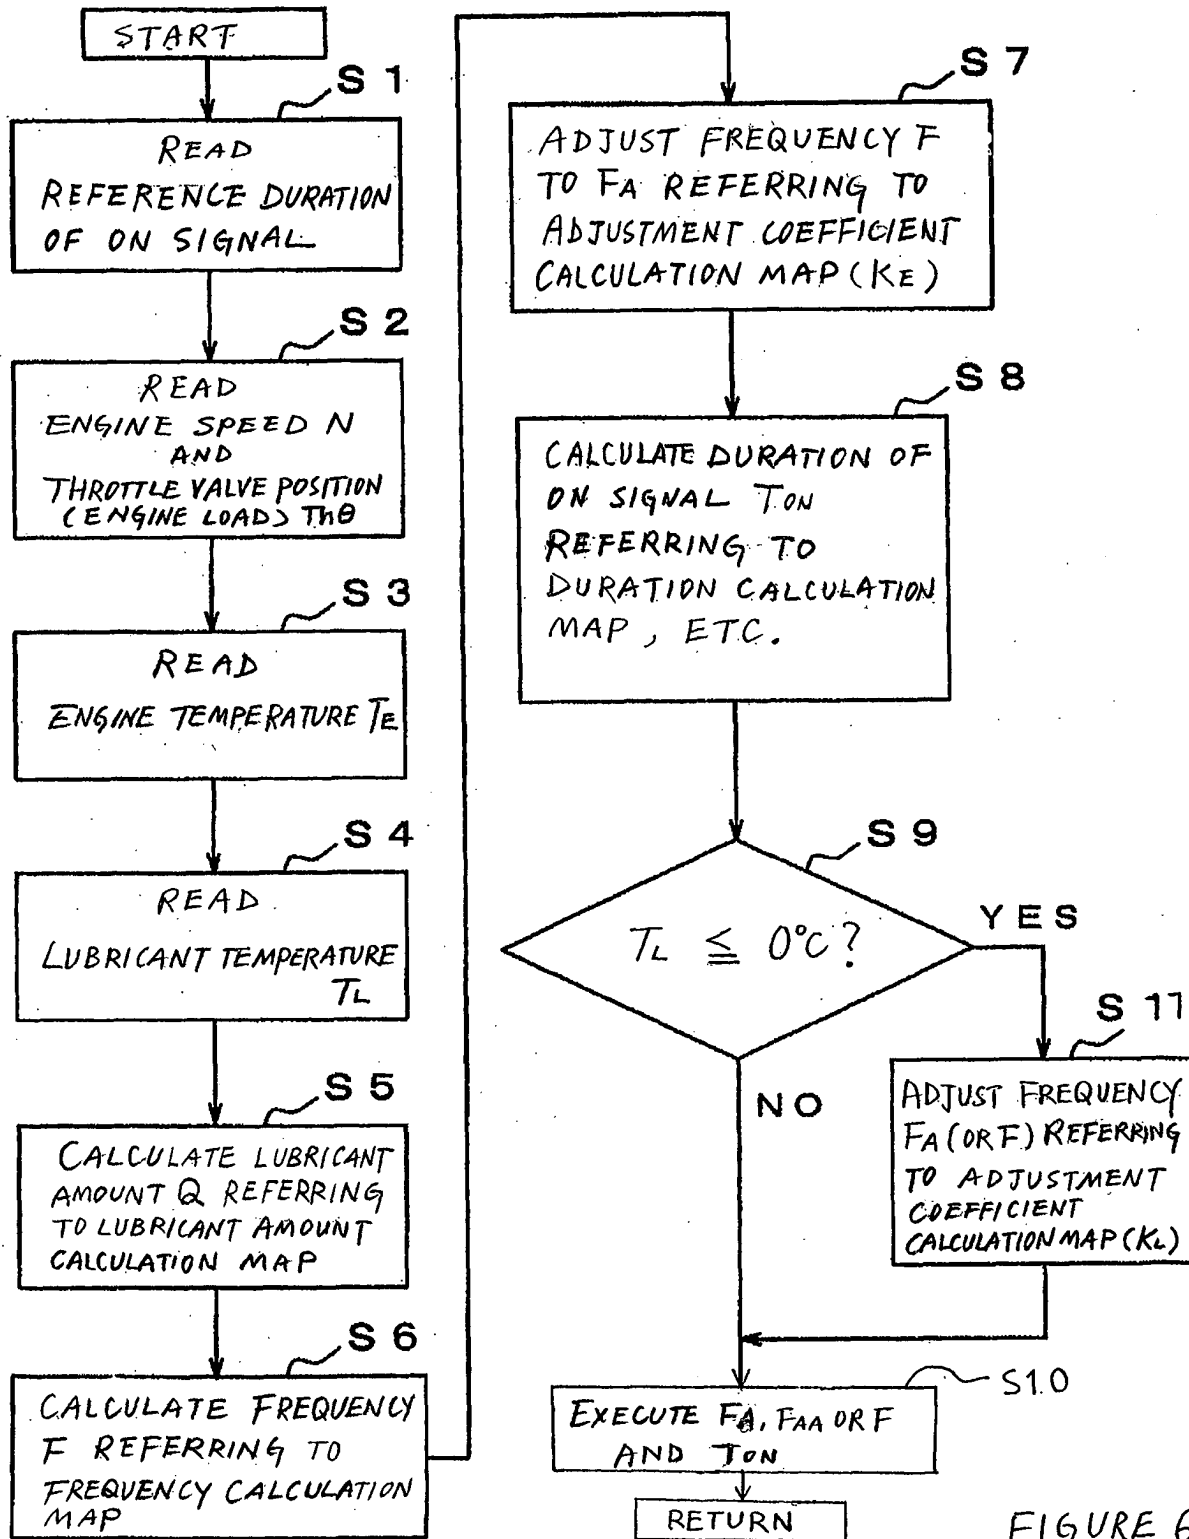 START
S 1
READ
REFERENCE DURATION
OF ON SIGNAL
S 2
READ
ENGINE SPEED N
AND
THROTTLE VALVE POSITION
(ENGINE LOAD) Thθ
S 3
READ
ENGINE TEMPERATURE TE
S 4
READ
LUBRICANT TEMPERATURE
TL
S 5
CALCULATE LUBRICANT
AMOUNT Q REFERRING
TO LUBRICANT AMOUNT
CALCULATION MAP
S 6
CALCULATE FREQUENCY
F REFERRING TO
FREQUENCY CALCULATION
MAP
S 7
ADJUST FREQUENCY F
TO FA REFERRING TO
ADJUSTMENT COEFFICIENT
CALCULATION MAP (KE)
S 8
CALCULATE DURATION OF
ON SIGNAL TON
REFERRING TO
DURATION CALCULATION
MAP, ETC.
S 9
TL ≦ 0°C?
YES
NO
S 11
ADJUST FREQUENCY
FA (OR F) REFERRING
TO ADJUSTMENT
COEFFICIENT
CALCULATION MAP (KL)
S10
EXECUTE FA, FAA OR F
AND TON
RETURN
FIGURE 6